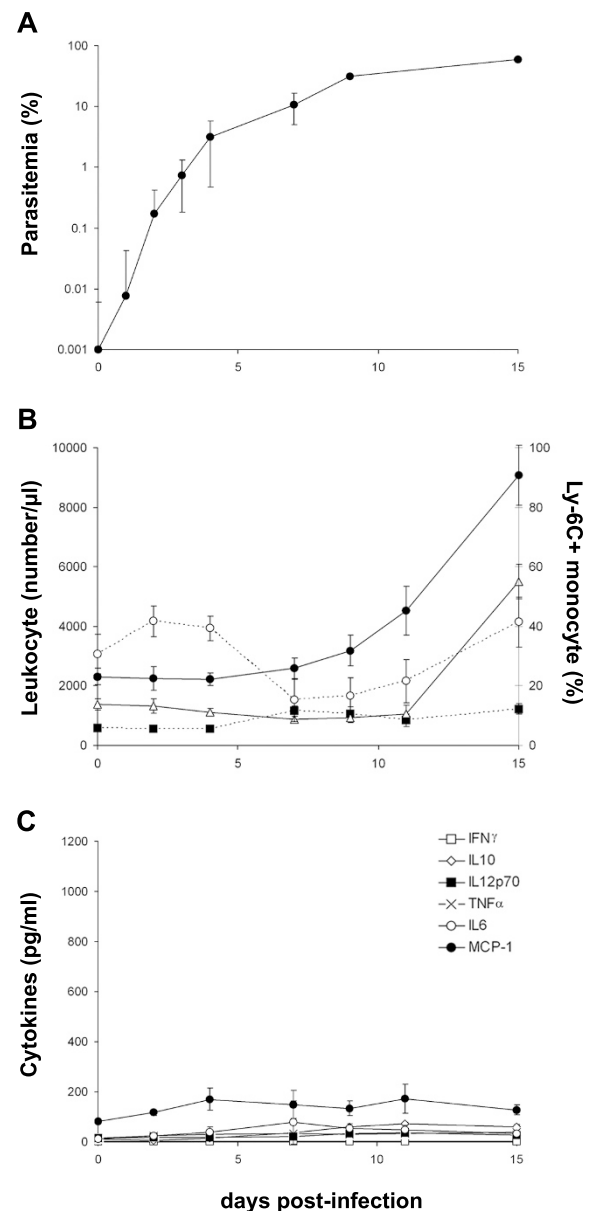 A
100
10
1
0.1
0.01
0.001
Parasitemia (%)
0
5
10
15
B
10000
8000
6000
4000
2000
0
Leukocyte (number/µl)
100
80
60
40
20
0
Ly-6C+ monocyte (%)
0
5
10
15
C
1200
1000
800
600
400
200
0
Cytokines (pg/ml)
IFNγ
IL10
IL12p70
TNFα
IL6
MCP-1
0
5
10
15
days post-infection